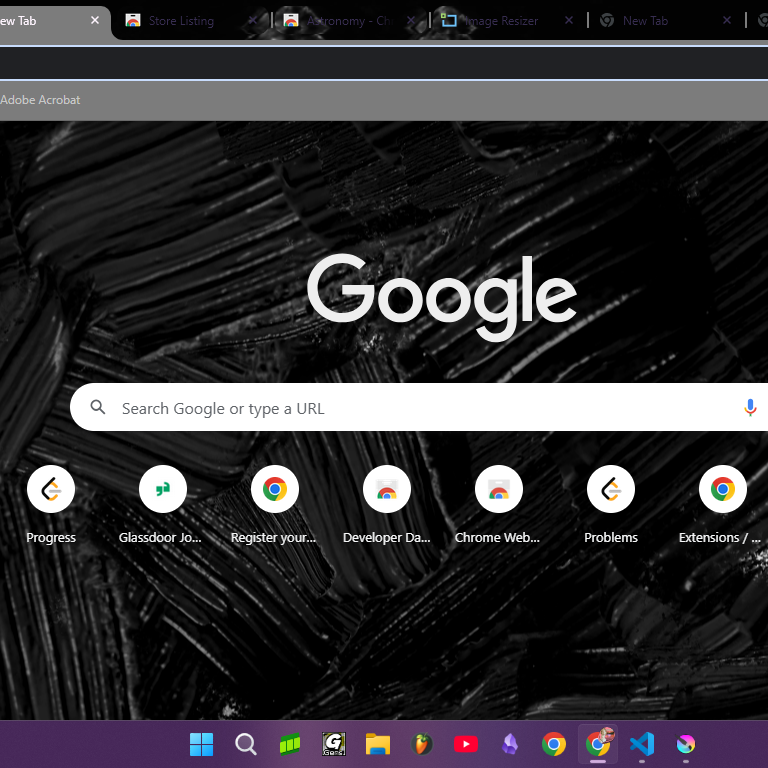 ew Tab
Store Listing
Astronomy - Ch
Image Resizer
New Tab
Adobe Acrobat
Google
Search Google or type a URL
Progress
Glassdoor Jo...
Register your...
Developer Da...
Chrome Web...
Problems
Extensions / ...
G